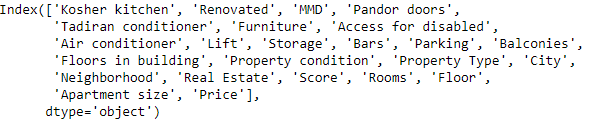 Index(['Kosher kitchen', 'Renovated', 'MMD', 'Pandor doors',
'Tadiran conditioner', 'Furniture', 'Access for disabled',
'Air conditioner', 'Lift', 'Storage', 'Bars', 'Parking', 'Balconies',
'Floors in building', 'Property condition', 'Property Type', 'City',
'Neighborhood', 'Real Estate', 'Score', 'Rooms', 'Floor',
'Apartment size', 'Price'],
dtype='object')